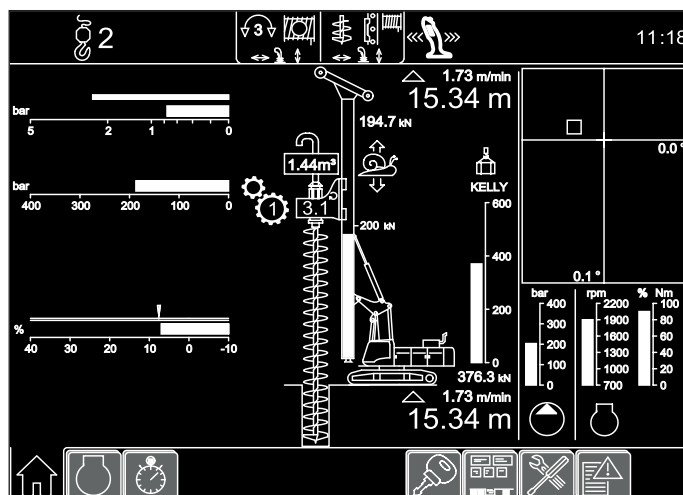 2
3
11:18
1.73 m/min
15.34 m
194.7 kN
bar
5 2 1 0
1.44m³
0.0°
KELLY
bar
400 300 200 100 0
1
3.1
600
200 kN
400
0.1°
200
bar rpm % Nm
400 2200 100
300 1900 80
200 1600 60
1300 40
100 1000 20
0 700 0
%
40 30 20 10 0 -10
0
376.3 kN
1.73 m/min
15.34 m